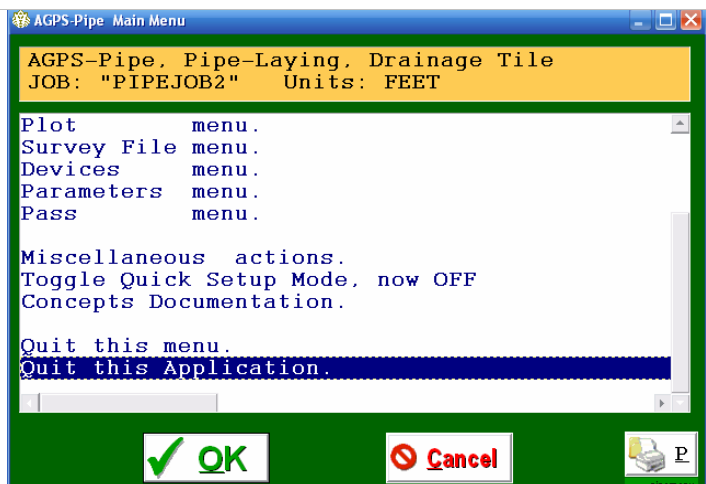 AGPS-Pipe Main Menu
AGPS-Pipe, Pipe-Laying, Drainage Tile
JOB: "PIPEJOB2" Units: FEET
Plot menu.
Survey File menu.
Devices menu.
Parameters menu.
Pass menu.
Miscellaneous actions.
Toggle Quick Setup Mode, now OFF
Concepts Documentation.
Quit this menu.
Quit this Application.
OK
Cancel
P